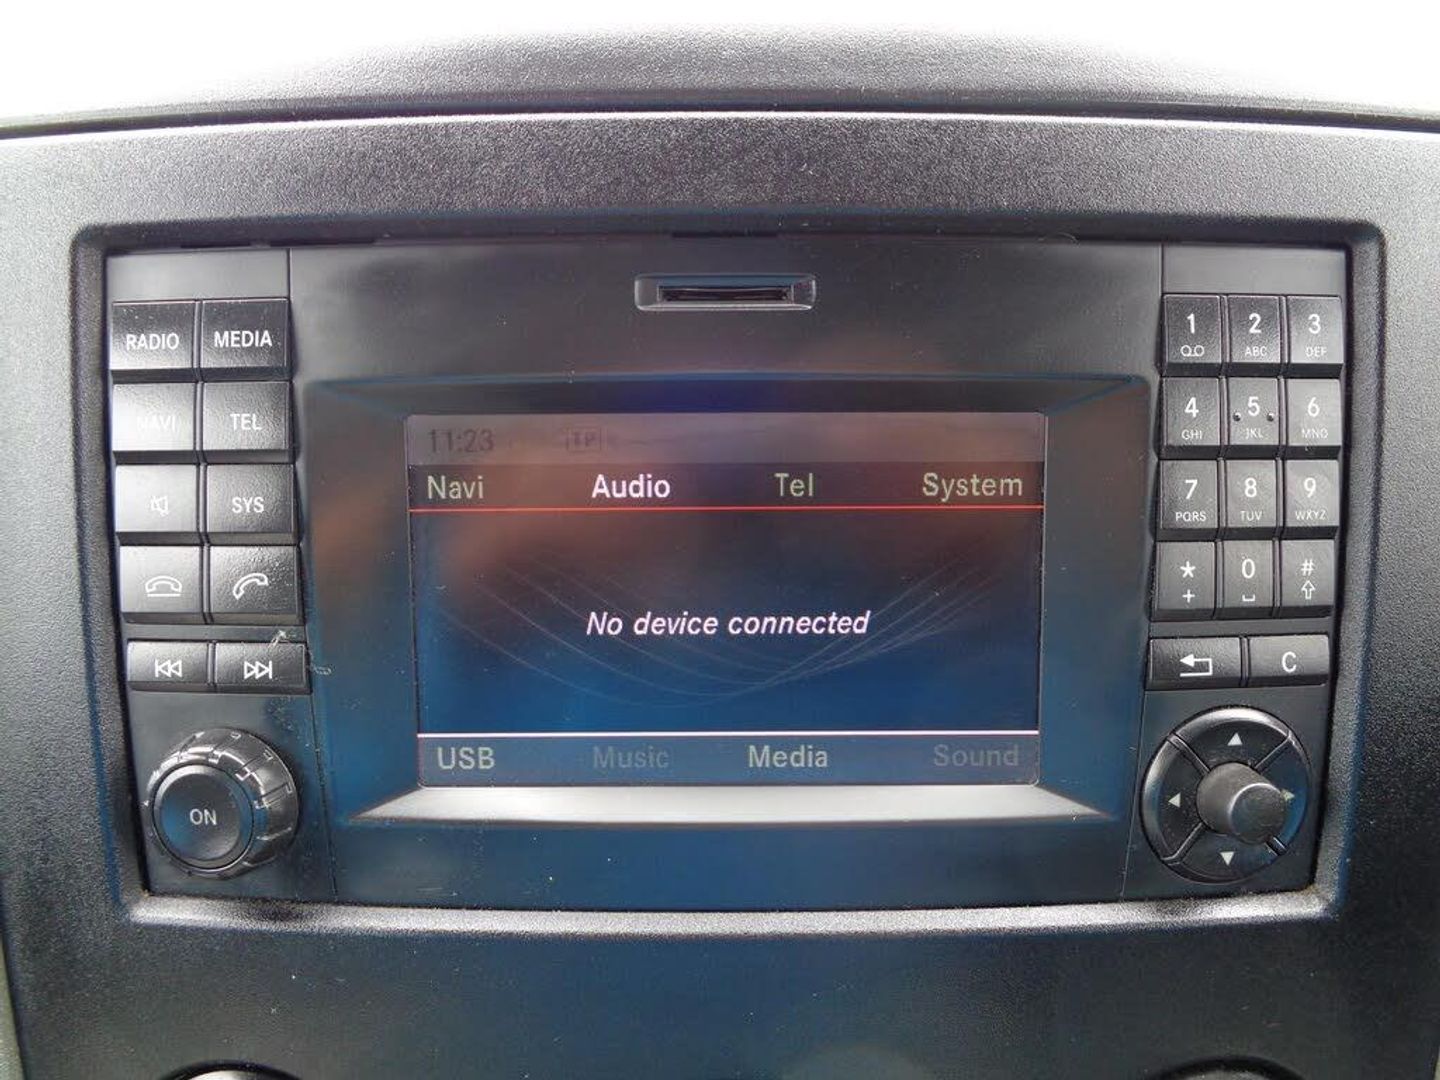 RADIO MEDIA
NAVI TEL
SYS
ON
11:23 TP
Navi Audio Tel System
No device connected
USB Music Media Sound
1 2 3
ABC DEF
4 5 6
GHI JKL MNO
7 8 9
PQRS TUV WXYZ
* 0 #
+
C